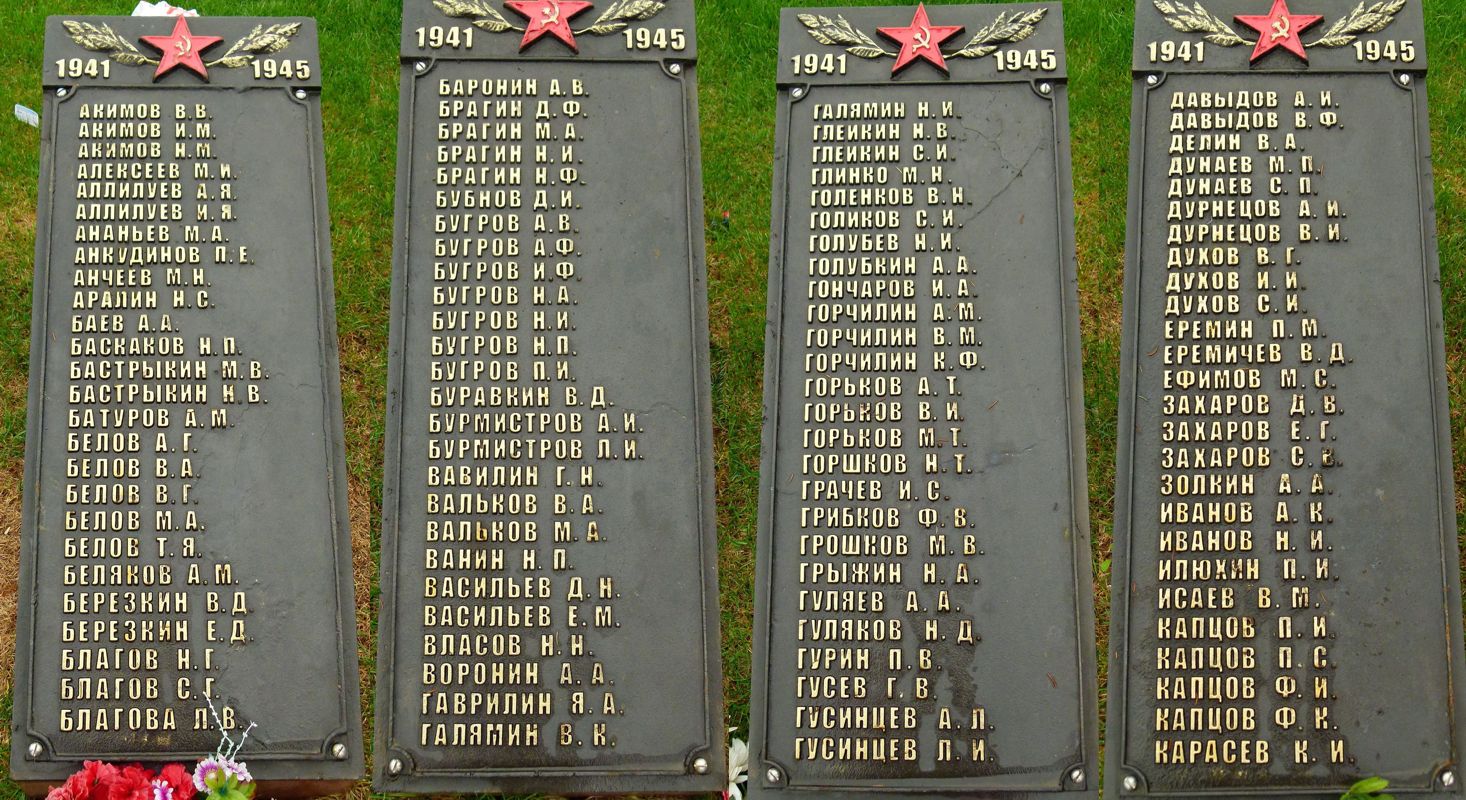 1941 1945
АКИМОВ В.В.
АКИМОВ И.М.
АКИМОВ Н.М.
АЛЕКСЕЕВ М.И.
АЛЛИЛУЕВ А.Я.
АЛЛИЛУЕВ И.Я.
АНАНЬЕВ М.А.
АНКУДИНОВ П.Е.
АНЧЕЕВ М.Н.
АРАЛИН Н.С.
БАЕВ А.А.
БАСКАКОВ Н.П.
БАСТРЫКИН М.В.
БАСТРЫКИН Н.В.
БАТУРОВ А.М.
БЕЛОВ А.Г.
БЕЛОВ В.А.
БЕЛОВ В.Г.
БЕЛОВ М.А.
БЕЛОВ Т.Я.
БЕЛЯКОВ А.М.
БЕРЕЗКИН В.Д.
БЕРЕЗКИН Е.Д.
БЛАГОВ Н.Г.
БЛАГОВ С.Г.
БЛАГОВА Л.В.
1941 1945
БАРОНИН А.В.
БРАГИН Д.Ф.
БРАГИН М.А.
БРАГИН Н.И.
БРАГИН Н.Ф.
БУБНОВ Д.И.
БУГРОВ А.В.
БУГРОВ А.Ф.
БУГРОВ И.Ф.
БУГРОВ Н.А.
БУГРОВ Н.И.
БУГРОВ Н.П.
БУГРОВ П.И.
БУРАВКИН В.Д.
БУРМИСТРОВ А.И.
БУРМИСТРОВ П.И.
ВАВИЛИН Г.Н.
ВАЛЬКОВ В.А.
ВАЛЬКОВ М.А.
ВАНИН Н.П.
ВАСИЛЬЕВ Д.Н.
ВАСИЛЬЕВ Е.М.
ВЛАСОВ Н.Н.
ВОРОНИН А.А.
ГАВРИЛИН Я.А.
ГАЛЯМИН В.К.
1941 1945
ГАЛЯМИН Н.И.
ГЛЕЙКИН Н.В.
ГЛЕЙКИН С.И.
ГЛИНКО М.Н.
ГОЛЕНКОВ В.Н.
ГОЛИКОВ С.И.
ГОЛУБЕВ Н.И.
ГОЛУБКИН А.А.
ГОНЧАРОВ И.А.
ГОРЧИЛИН А.М.
ГОРЧИЛИН В.М.
ГОРЧИЛИН К.Ф.
ГОРЬКОВ А.Т.
ГОРЬКОВ В.И.
ГОРЬКОВ М.Т.
ГОРШКОВ Н.Т.
ГРАЧЕВ И.С.
ГРИБКОВ Ф.В.
ГРОШКОВ М.В.
ГРЫЖИН Н.А.
ГУЛЯЕВ А.А.
ГУЛЯКОВ Н.Д.
ГУРИН П.В.
ГУСЕВ Г.В.
ГУСИНЦЕВ А.Л.
ГУСИНЦЕВ Л.И.
1941 1945
ДАВЫДОВ А.И.
ДАВЫДОВ В.Ф.
ДЕЛИН В.А.
ДУНАЕВ М.П.
ДУНАЕВ С.П.
ДУРНЕЦОВ А.И.
ДУРНЕЦОВ В.И.
ДУХОВ В.Г.
ДУХОВ И.И.
ДУХОВ С.И.
ЕРЕМИН П.М.
ЕРЕМИЧЕВ В.Д.
ЕФИМОВ М.С.
ЗАХАРОВ Д.В.
ЗАХАРОВ Е.Г.
ЗАХАРОВ С.В.
ЗОЛКИН А.А.
ИВАНОВ А.К.
ИВАНОВ Н.И.
ИЛЮХИН П.И.
ИСАЕВ В.М.
КАПЦОВ П.И.
КАПЦОВ П.С.
КАПЦОВ Ф.И.
КАПЦОВ Ф.К.
КАРАСЕВ К.И.